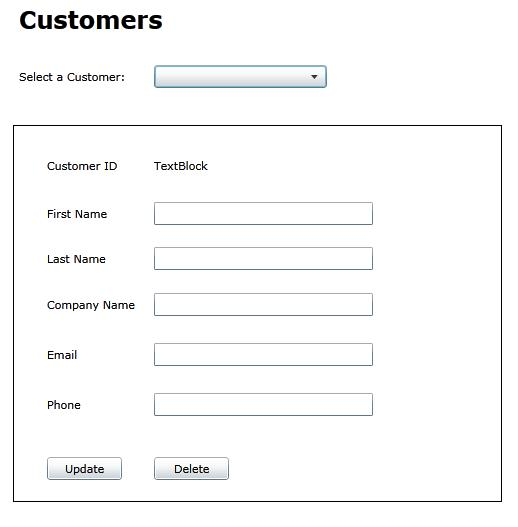 Customers
Select a Customer:
Customer ID TextBlock
First Name
Last Name
Company Name
Email
Phone
Update Delete